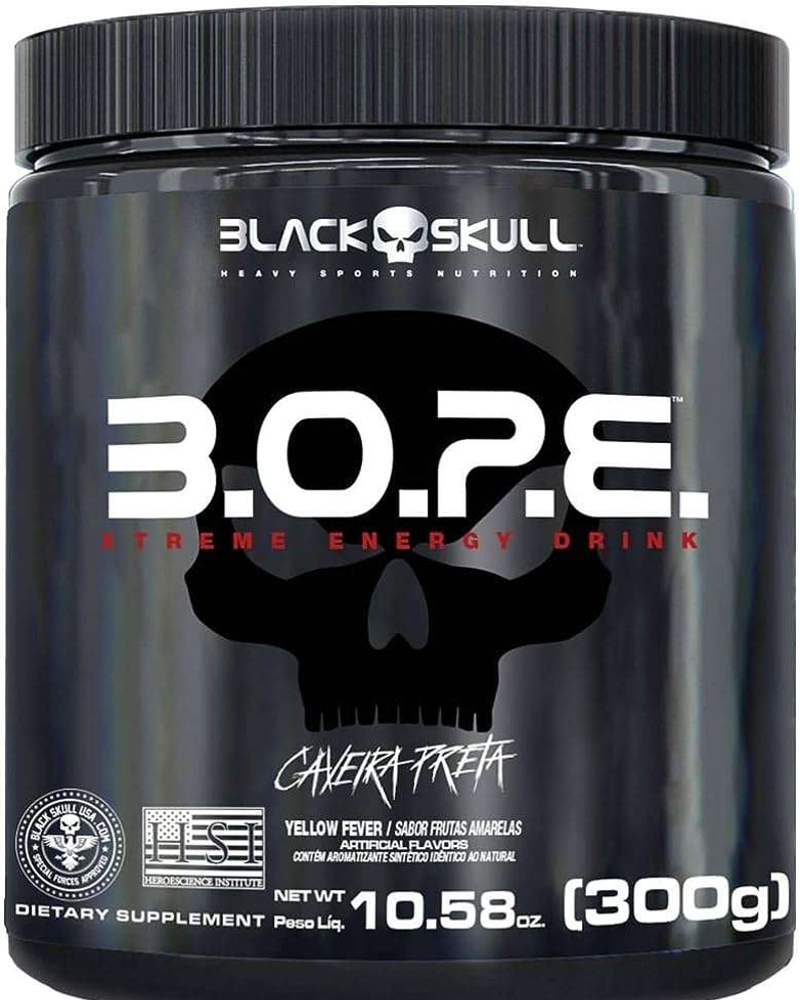 BLACK SKULL™
HEAVY SPORTS NUTRITION
B.O.P.E.™
XTREME ENERGY DRINK
CAVEIRA PRETA
YELLOW FEVER / SABOR FRUTAS AMARELAS
ARTIFICIAL FLAVORS
CONTÉM AROMATIZANTE SINTÉTICO IDÊNTICO AO NATURAL
BLACK SKULL USA.COM
SPECIAL FORCES APPROVED
HSI
HEROESCIENCE INSTITUTE
DIETARY SUPPLEMENT
NET WT
Peso Líq. 10.58oz. (300g)